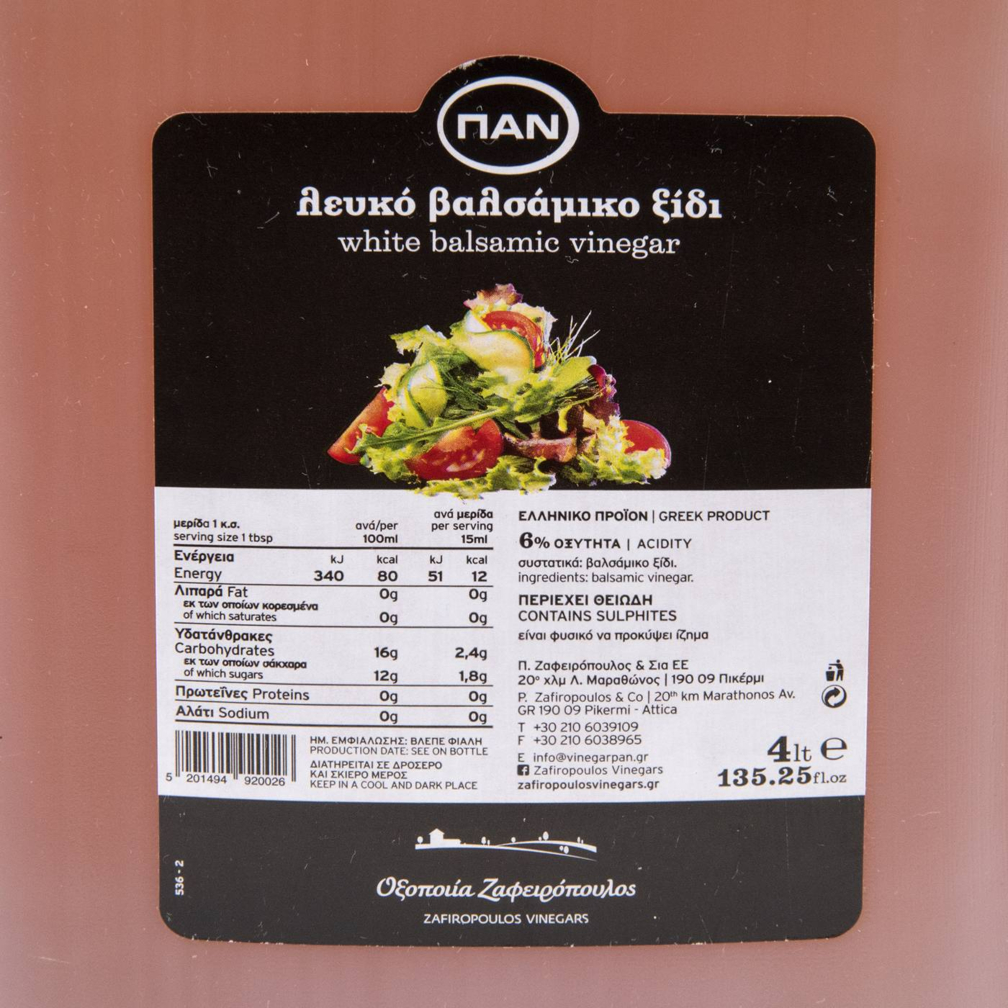 ΠΑΝ
λευκό βαλσάμικο ξίδι
white balsamic vinegar
μερίδα 1 κ.σ.
serving size 1 tbsp
ανά/per
100ml
ανά μερίδα
per serving
15ml
Ενέργεια kJ kcal kJ kcal
Energy 340 80 51 12
Λιπαρά Fat 0g 0g
εκ των οποίων κορεσμένα
of which saturates 0g 0g
Υδατάνθρακες
Carbohydrates 16g 2,4g
εκ των οποίων σάκχαρα
of which sugars 12g 1,8g
Πρωτεΐνες Proteins 0g 0g
Αλάτι Sodium 0g 0g
5 201494 920026
ΗΜ. ΕΜΦΙΑΛΩΣΗΣ: ΒΛΕΠΕ ΦΙΑΛΗ
PRODUCTION DATE: SEE ON BOTTLE
ΔΙΑΤΗΡΕΙΤΑΙ ΣΕ ΔΡΟΣΕΡΟ
ΚΑΙ ΣΚΙΕΡΟ ΜΕΡΟΣ
KEEP IN A COOL AND DARK PLACE
ΕΛΛΗΝΙΚΟ ΠΡΟΪΟΝ | GREEK PRODUCT
6% ΟΞΥΤΗΤΑ | ACIDITY
συστατικά: βαλσάμικο ξίδι.
ingredients: balsamic vinegar.
ΠΕΡΙΕΧΕΙ ΘΕΙΩΔΗ
CONTAINS SULPHITES
είναι φυσικό να προκύψει ίζημα
Π. Ζαφειρόπουλος & Σια ΕΕ
20º χλμ Λ. Μαραθώνος | 190 09 Πικέρμι
P. Zafiropoulos & Co | 20th km Marathonos Av.
GR 190 09 Pikermi - Attica
T +30 210 6039109
F +30 210 6038965
E info@vinegarpan.gr
Zafiropoulos Vinegars
zafiropoulosvinegars.gr
4lt e
135.25fl.oz
536 - 2
Οξοποιία Ζαφειρόπουλος
ZAFIROPOULOS VINEGARS